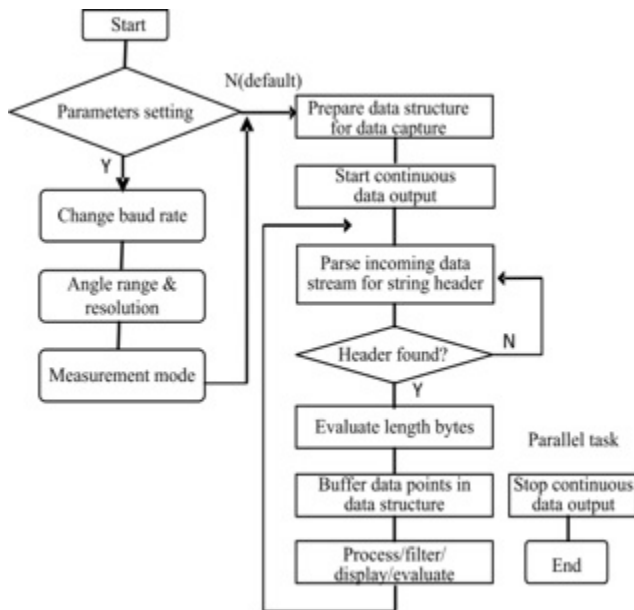 Start
Parameters setting
N(default)
Y
Change baud rate
Angle range &
resolution
Measurement mode
Prepare data structure
for data capture
Start continuous
data output
Parse incoming data
stream for string header
Header found?
N
Y
Evaluate length bytes
Buffer data points in
data structure
Process/filter/
display/evaluate
Parallel task
Stop continuous
data output
End